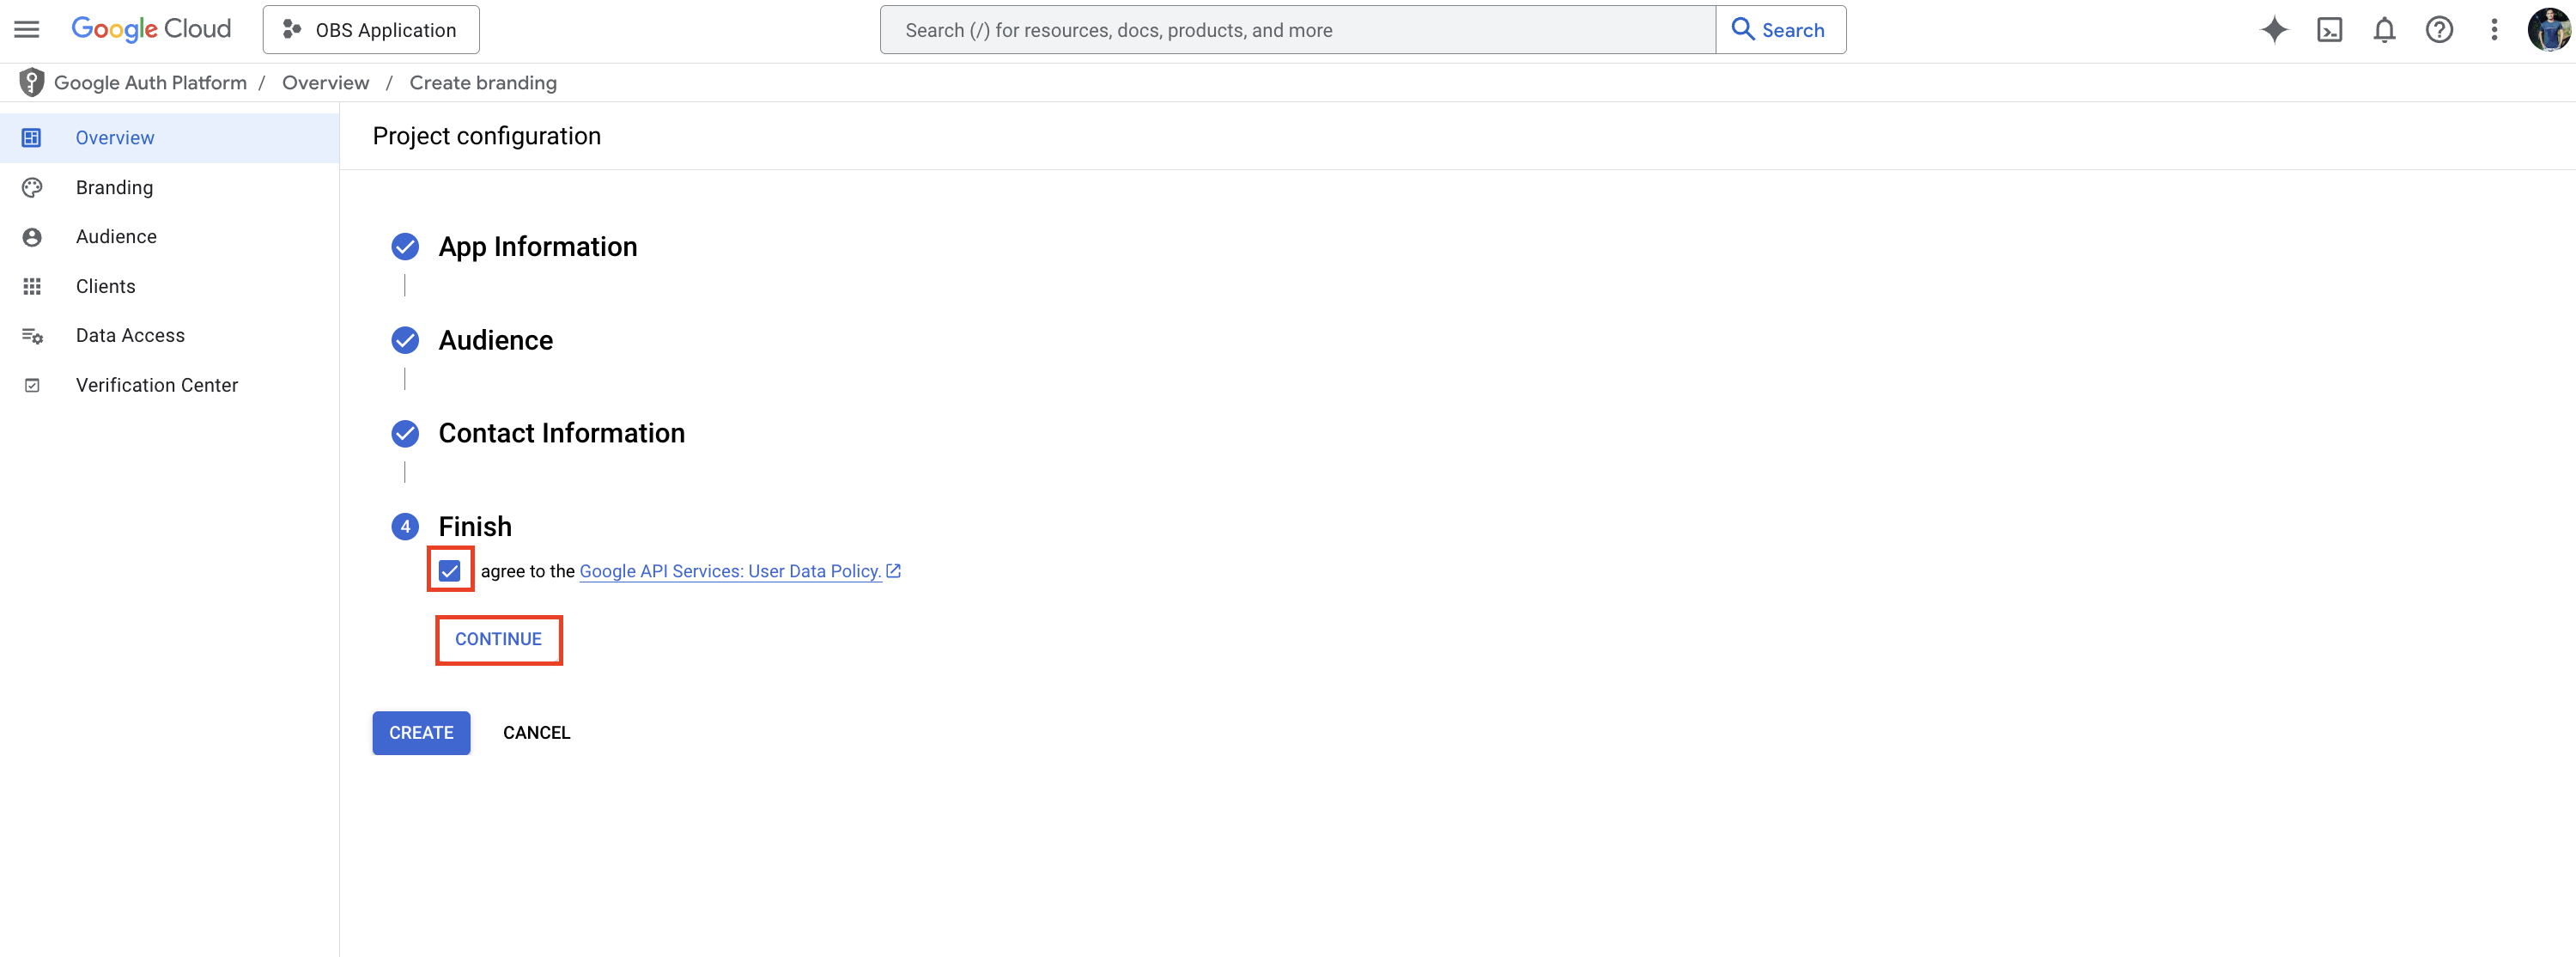 Google Cloud
OBS Application
Search (/) for resources, docs, products, and more
Search
Google Auth Platform / Overview / Create branding
Overview
Branding
Audience
Clients
Data Access
Verification Center
Project configuration
App Information
Audience
Contact Information
4 Finish
agree to the Google API Services: User Data Policy.
CONTINUE
CREATE CANCEL